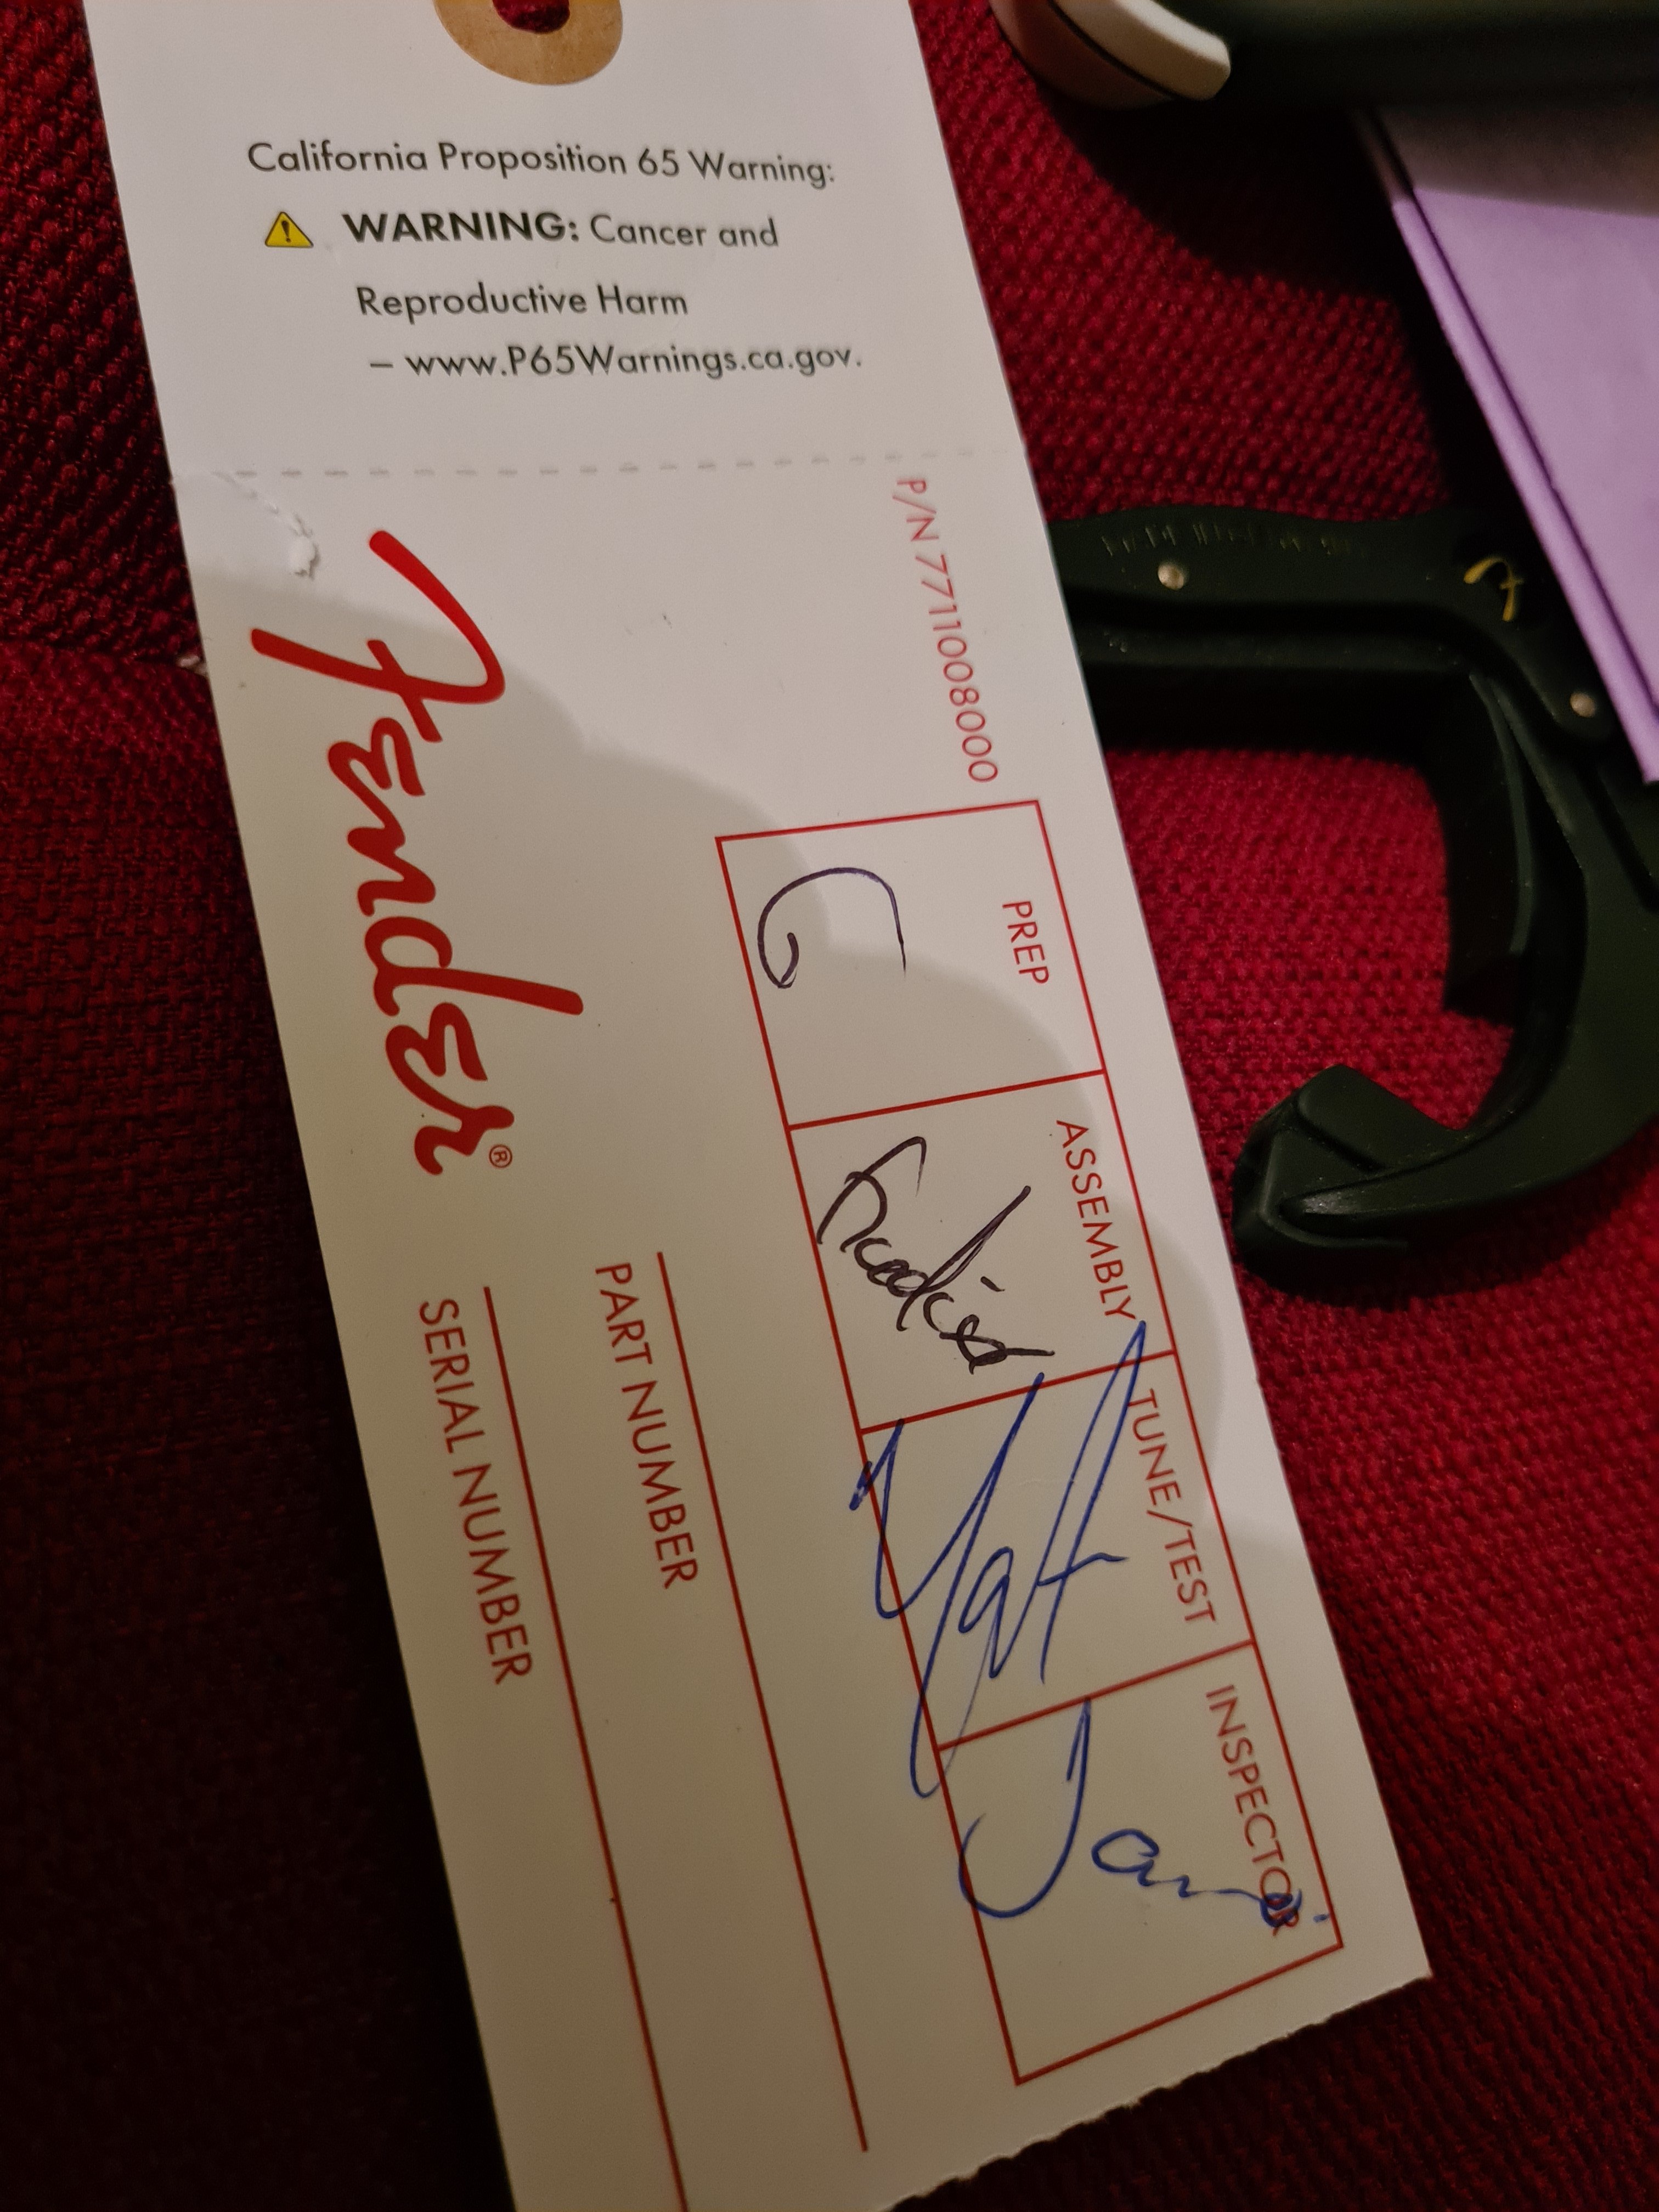 California Proposition 65 Warning:
WARNING: Cancer and
Reproductive Harm
– www.P65Warnings.ca.gov.
P/N 7711008000
PREP
ASSEMBLY
TUNE/TEST
INSPECTOR
G
Yat
PART NUMBER
SERIAL NUMBER
Fender®